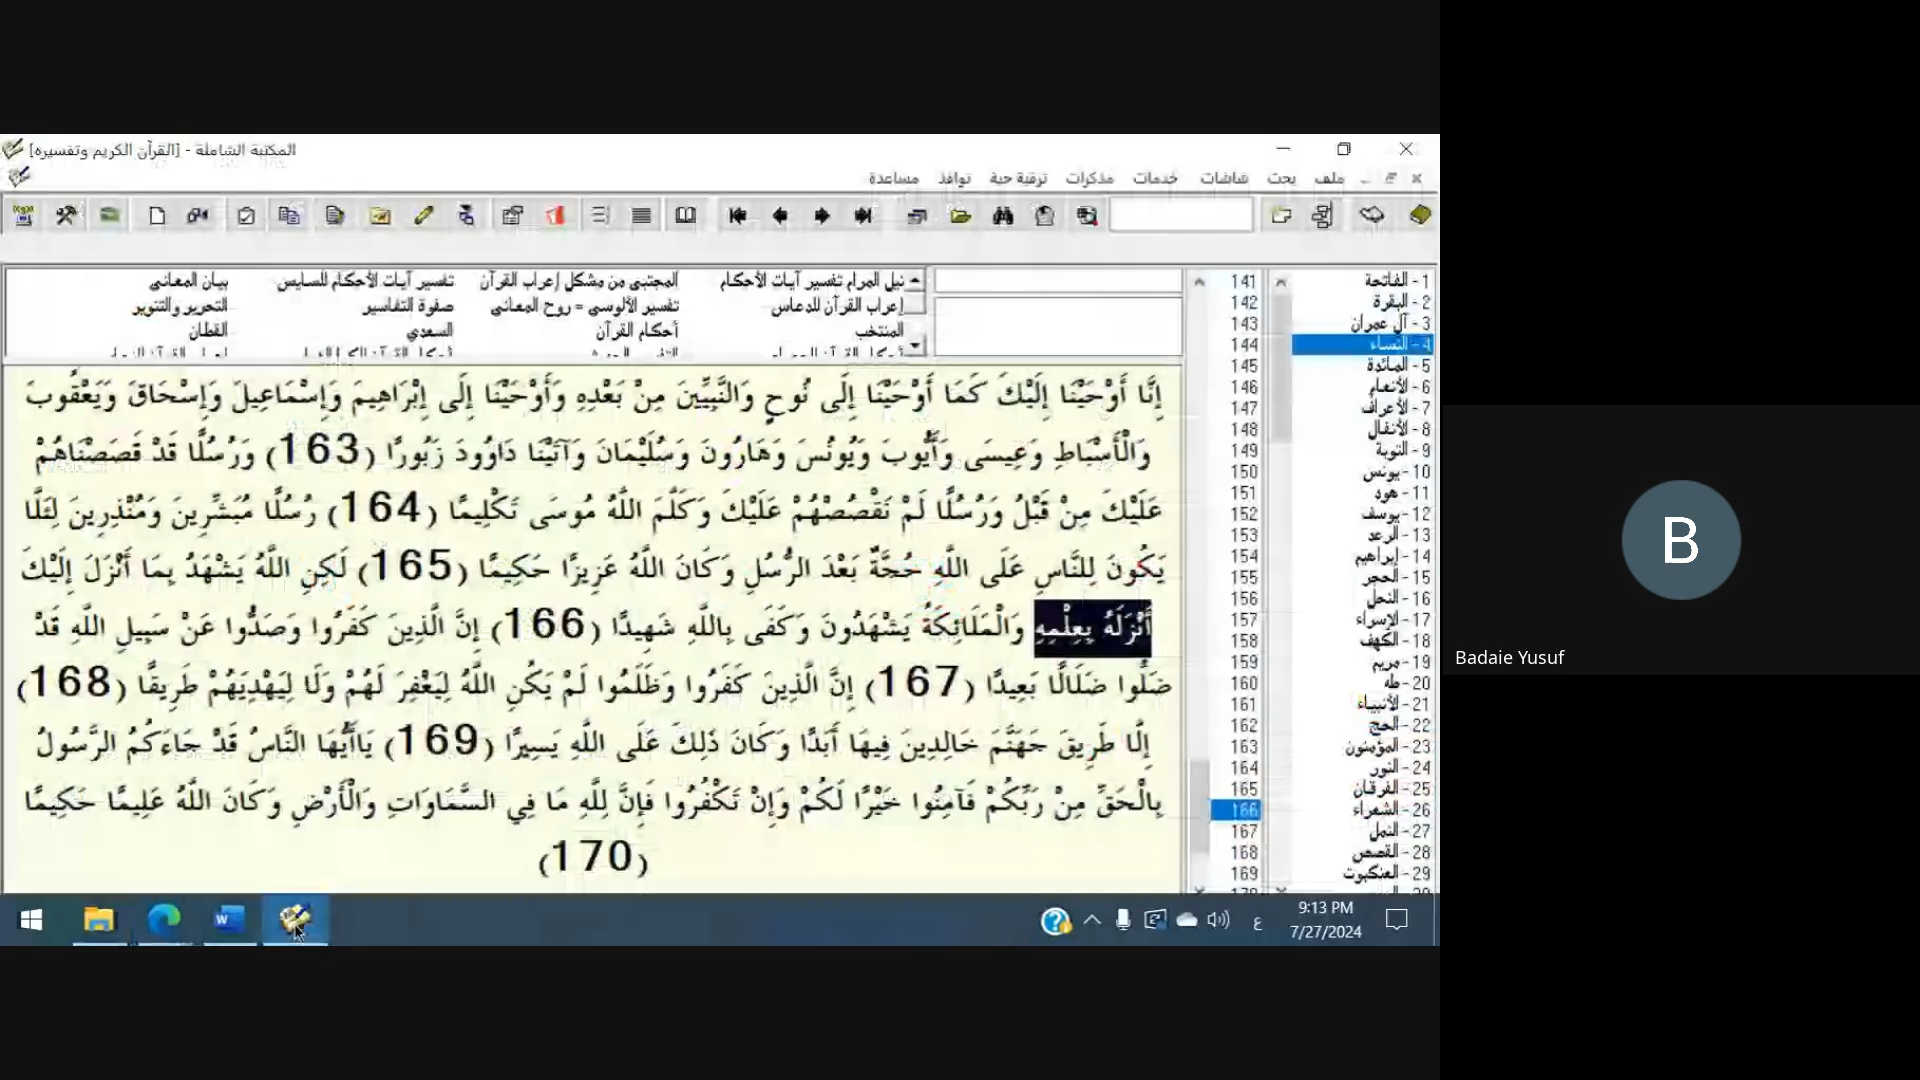 المكتبة الشاملة - [القرآن الكريم وتفسيره]
ملف بحث شاشات خدمات مذكرات ترقية حية نوافذ مساعدة
نيل المرام تفسير آيات الأحكام المجتبى من مشكل إعراب القرآن تفسير آيات الأحكام للسايس بيان المعاني
إعراب القرآن للدعاس تفسير الألوسي = روح المعاني صفوة التفاسير التحرير والتنوير
المنتخب أحكام القرآن السعدي القطان
إِنَّا أَوْحَيْنَا إِلَيْكَ كَمَا أَوْحَيْنَا إِلَى نُوحٍ وَالنَّبِيِّينَ مِنْ بَعْدِهِ وَأَوْحَيْنَا إِلَى إِبْرَاهِيمَ وَإِسْمَاعِيلَ وَإِسْحَاقَ وَيَعْقُوبَ
وَالْأَسْبَاطِ وَعِيسَى وَأَيُّوبَ وَيُونُسَ وَهَارُونَ وَسُلَيْمَانَ وَآتَيْنَا دَاوُودَ زَبُورًا (163) وَرُسُلًا قَدْ قَصَصْنَاهُمْ
عَلَيْكَ مِنْ قَبْلُ وَرُسُلًا لَمْ نَقْصُصْهُمْ عَلَيْكَ وَكَلَّمَ اللَّهُ مُوسَى تَكْلِيمًا (164) رُسُلًا مُبَشِّرِينَ وَمُنْذِرِينَ لِئَلَّا
يَكُونَ لِلنَّاسِ عَلَى اللَّهِ حُجَّةٌ بَعْدَ الرُّسُلِ وَكَانَ اللَّهُ عَزِيزًا حَكِيمًا (165) لَكِنِ اللَّهُ يَشْهَدُ بِمَا أَنْزَلَ إِلَيْكَ
أَنْزَلَهُ بِعِلْمِهِ وَالْمَلَائِكَةُ يَشْهَدُونَ وَكَفَى بِاللَّهِ شَهِيدًا (166) إِنَّ الَّذِينَ كَفَرُوا وَصَدُّوا عَنْ سَبِيلِ اللَّهِ قَدْ
ضَلُّوا ضَلَالًا بَعِيدًا (167) إِنَّ الَّذِينَ كَفَرُوا وَظَلَمُوا لَمْ يَكُنِ اللَّهُ لِيَغْفِرَ لَهُمْ وَلَا لِيَهْدِيَهُمْ طَرِيقًا (168)
إِلَّا طَرِيقَ جَهَنَّمَ خَالِدِينَ فِيهَا أَبَدًا وَكَانَ ذَلِكَ عَلَى اللَّهِ يَسِيرًا (169) يَاأَيُّهَا النَّاسُ قَدْ جَاءَكُمُ الرَّسُولُ
بِالْحَقِّ مِنْ رَبِّكُمْ فَآمِنُوا خَيْرًا لَكُمْ وَإِنْ تَكْفُرُوا فَإِنَّ لِلَّهِ مَا فِي السَّمَاوَاتِ وَالْأَرْضِ وَكَانَ اللَّهُ عَلِيمًا حَكِيمًا
(170)
1 - الفاتحة
2 - البقرة
3 - آل عمران
4 - النساء
5 - المائدة
6 - الأنعام
7 - الأعراف
8 - الأنفال
9 - التوبة
10 - يونس
11 - هود
12 - يوسف
13 - الرعد
14 - إبراهيم
15 - الحجر
16 - النحل
17 - الإسراء
18 - الكهف
19 - مريم
20 - طه
21 - الأنبياء
22 - الحج
23 - المؤمنون
24 - النور
25 - الفرقان
26 - الشعراء
27 - النمل
28 - القصص
29 - العنكبوت
141
142
143
144
145
146
147
148
149
150
151
152
153
154
155
156
157
158
159
160
161
162
163
164
165
166
167
168
169
ع
9:13 PM
7/27/2024
B
Badaie Yusuf